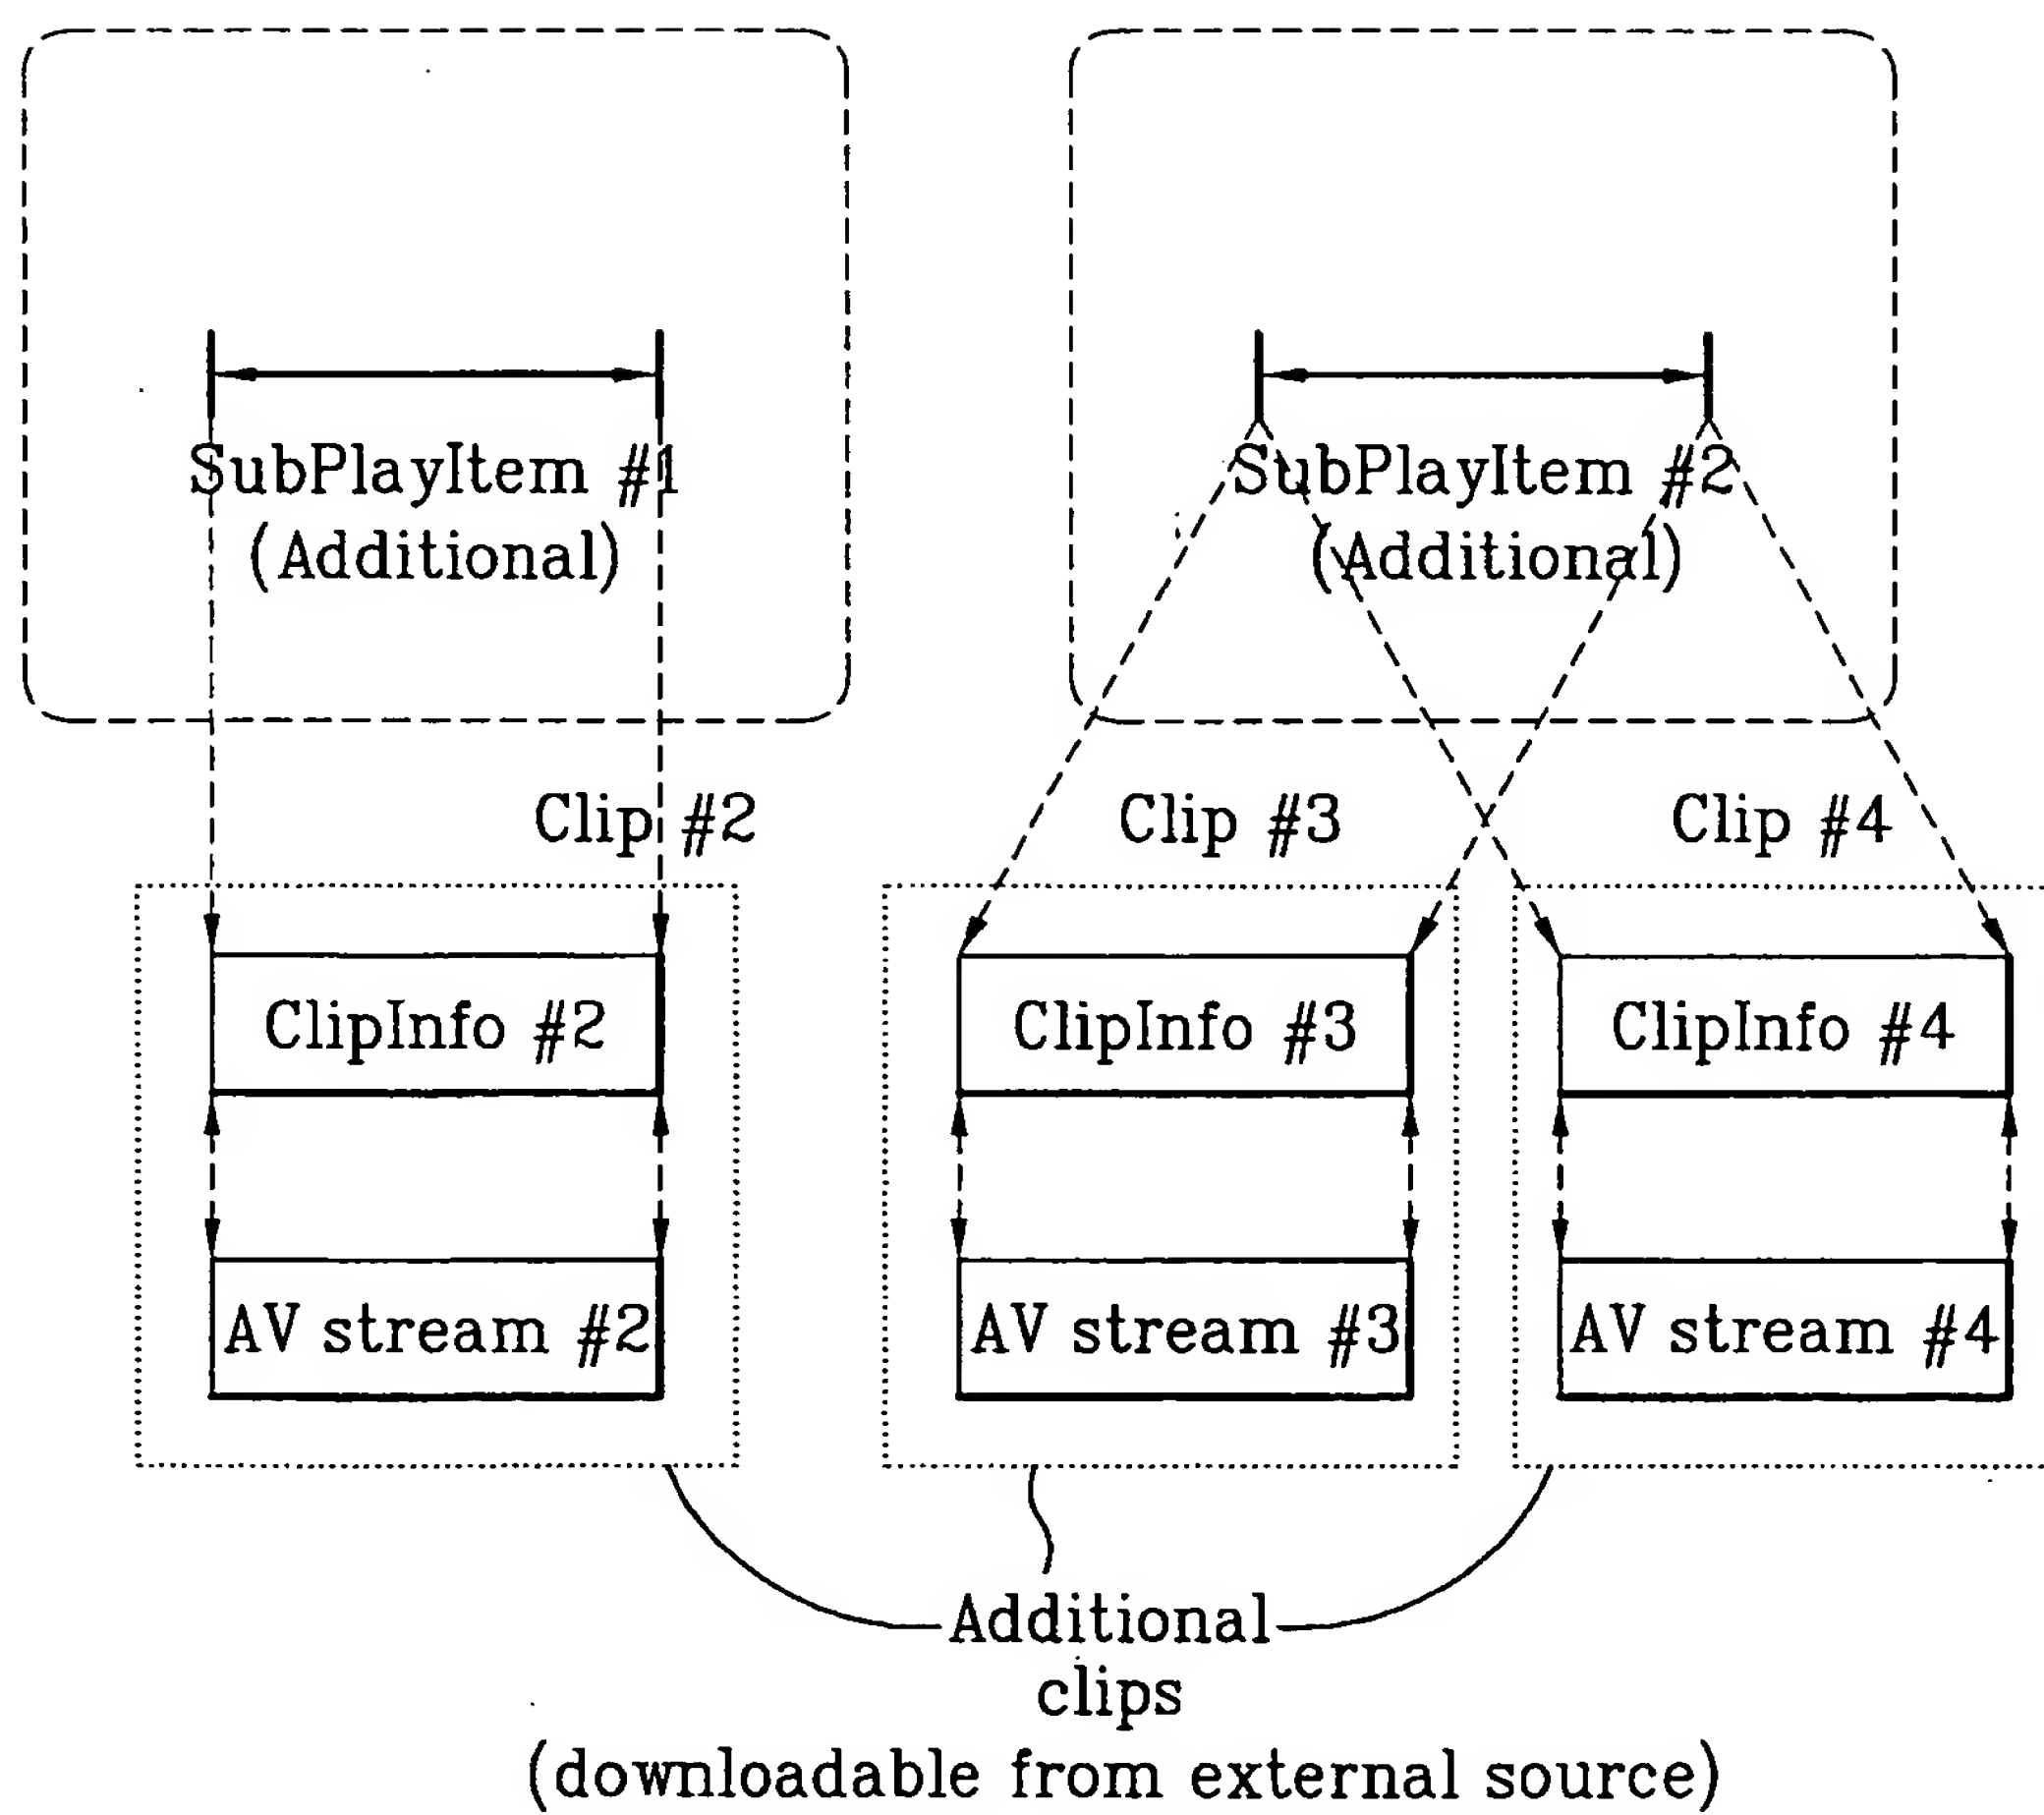 SubPlayItem #1
(Additional)
SubPlayItem #2
(Additional)
Clip #2
Clip #3
Clip #4
ClipInfo #2
ClipInfo #3
ClipInfo #4
AV stream #2
AV stream #3
AV stream #4
Additional
clips
(downloadable from external source)